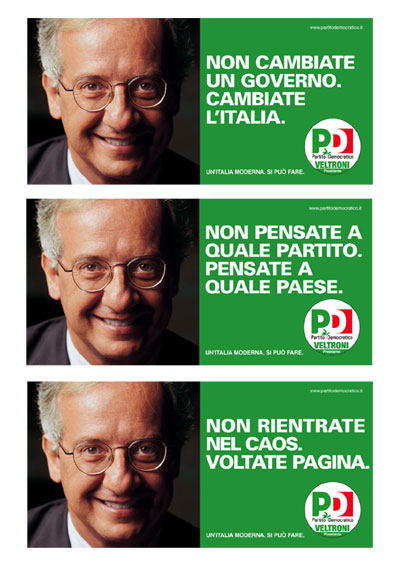 www.partitodemocratico.it
NON CAMBIATE
UN GOVERNO.
CAMBIATE
L'ITALIA.
PD
Partito Democratico
VELTRONI
Presidente
UN'ITALIA MODERNA. SI PUÒ FARE.
www.partitodemocratico.it
NON PENSATE A
QUALE PARTITO.
PENSATE A
QUALE PAESE.
PD
Partito Democratico
VELTRONI
Presidente
UN'ITALIA MODERNA. SI PUÒ FARE.
www.partitodemocratico.it
NON RIENTRATE
NEL CAOS.
VOLTATE PAGINA.
PD
Partito Democratico
VELTRONI
Presidente
UN'ITALIA MODERNA. SI PUÒ FARE.